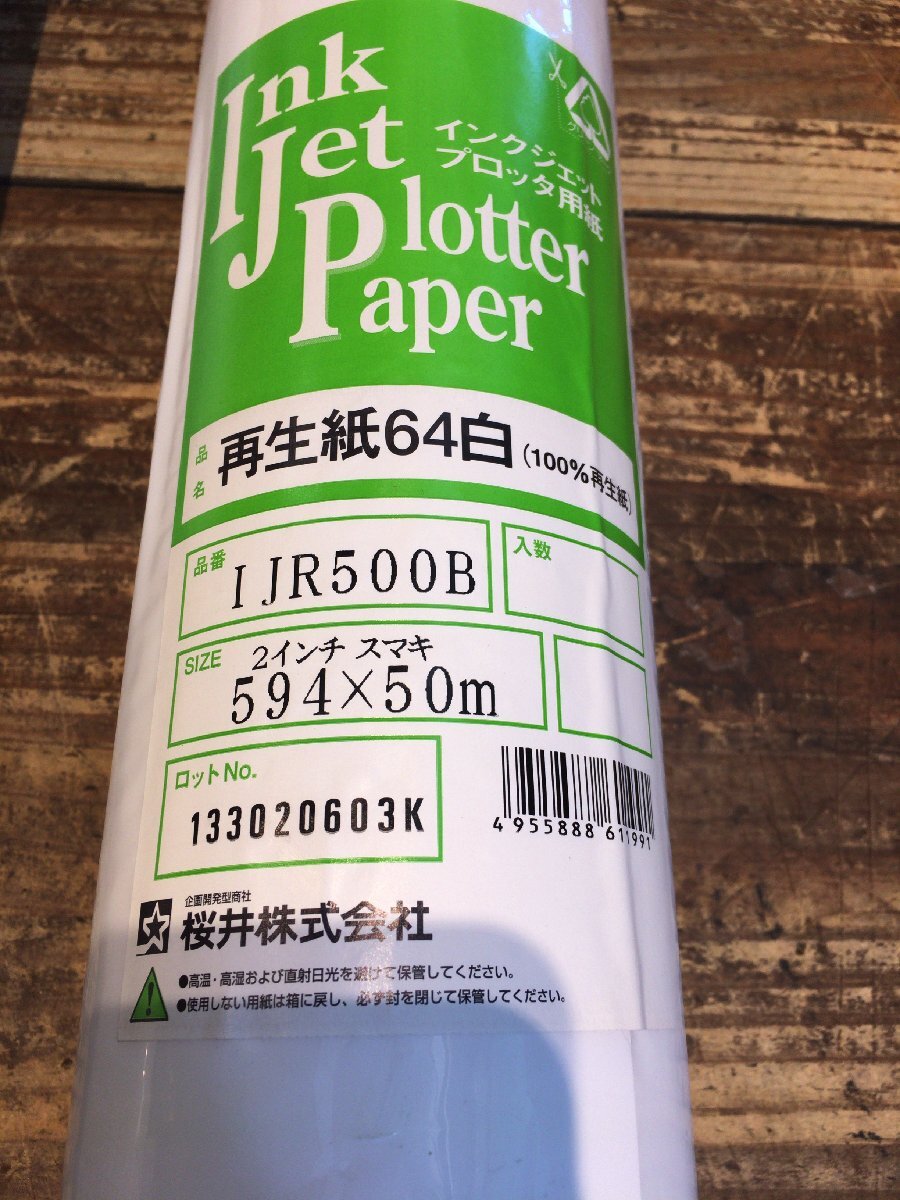 Ink
Jet
Plotter
Paper
インクジェット
プロッタ用紙
品名
再生紙64白(100%再生紙)
品番
IJR500B
入数
SIZE
2インチ スマキ
594×50m
ロットNo.
133020603K
4955888 611991
企画開発型商社
桜井株式会社
●高温・高湿および直射日光を避けて保管してください。
●使用しない用紙は箱に戻し、必ず封を閉じて保管してください。